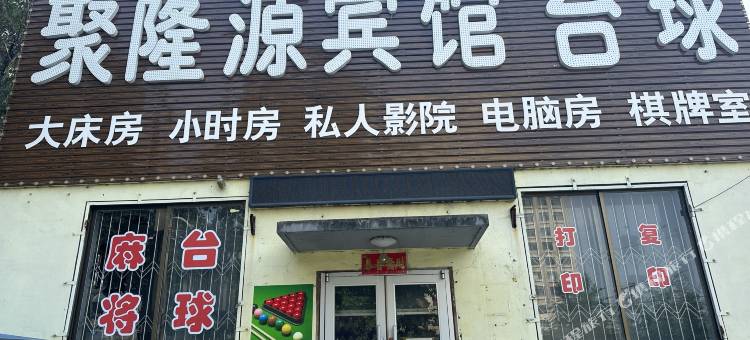 聚隆源宾馆台球
大床房 小时房 私人影院 电脑房 棋牌室
麻将
台球
打印
复印